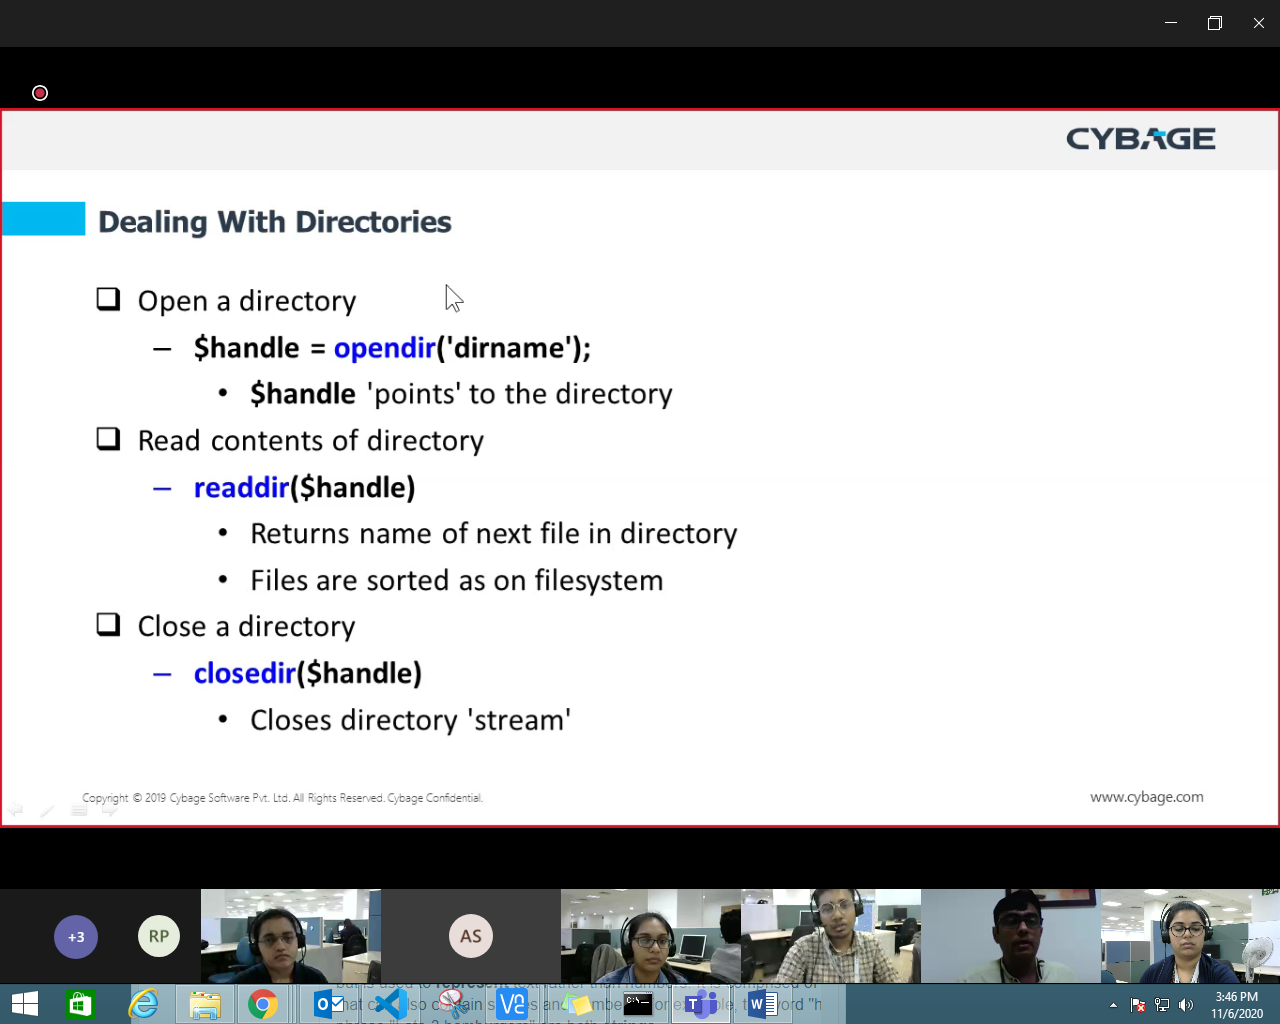 CYBAGE
Dealing With Directories
❑ Open a directory
– $handle = opendir('dirname');
• $handle 'points' to the directory
❑ Read contents of directory
– readdir($handle)
• Returns name of next file in directory
• Files are sorted as on filesystem
❑ Close a directory
– closedir($handle)
• Closes directory 'stream'
Copyright © 2019 Cybage Software Pvt. Ltd. All Rights Reserved. Cybage Confidential.
www.cybage.com
+3
RP
AS
3:46 PM
11/6/2020